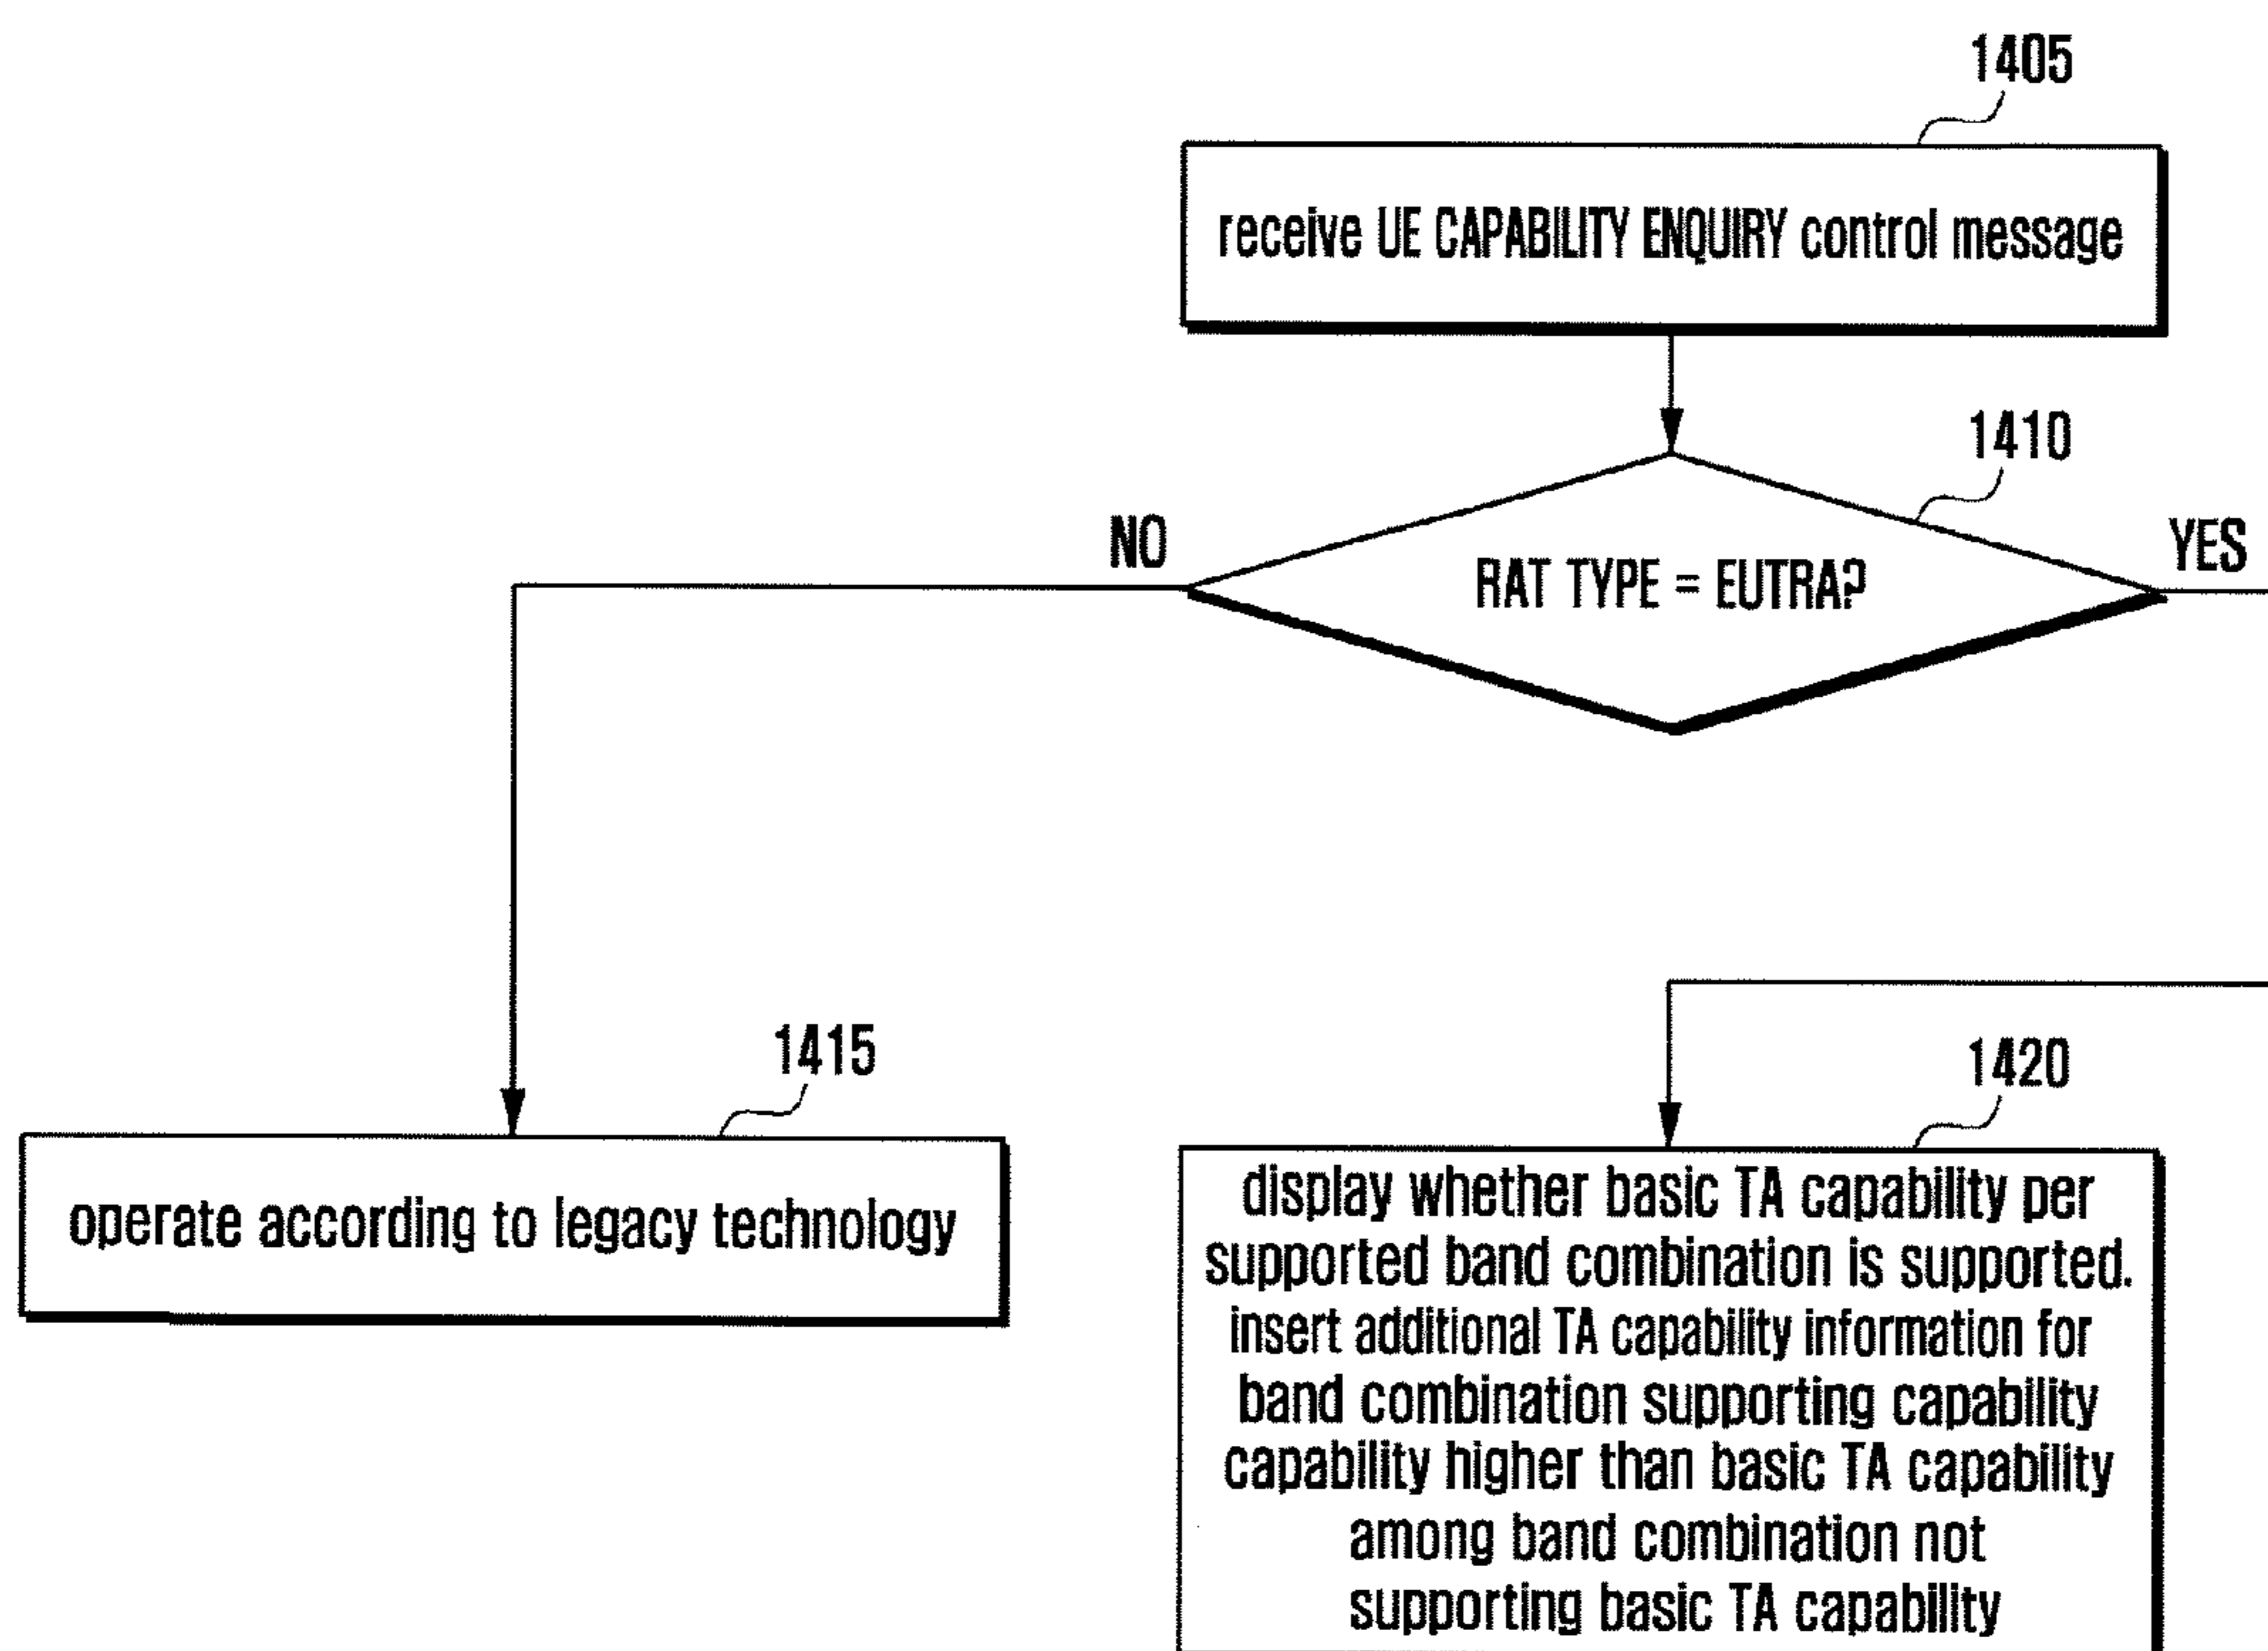 1405
receive UE CAPABILITY ENQUIRY control message
1410
NO
YES
RAT TYPE = EUTRA?
1415
operate according to legacy technology
1420
display whether basic TA capability per
supported band combination is supported.
insert additional TA capability information for
band combination supporting capability
capability higher than basic TA capability
among band combination not
supporting basic TA capability